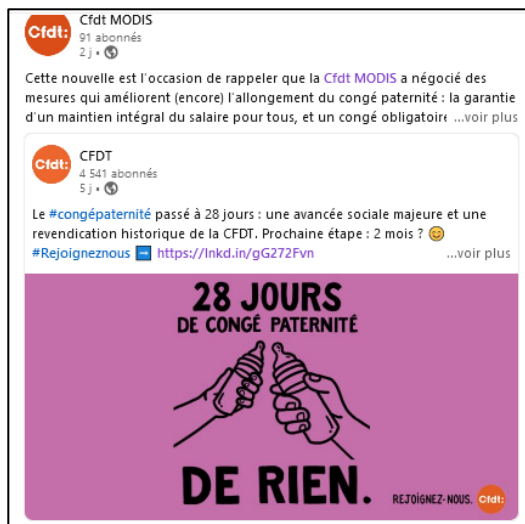 Cfdt:
Cfdt MODIS
91 abonnés
2 j •
Cette nouvelle est l'occasion de rappeler que la Cfdt MODIS a négocié des
mesures qui améliorent (encore) l'allongement du congé paternité : la garantie
d'un maintien intégral du salaire pour tous, et un congé obligatoire ...voir plus
Cfdt:
CFDT
4 541 abonnés
5 j •
Le #congépaternité passé à 28 jours : une avancée sociale majeure et une
revendication historique de la CFDT. Prochaine étape : 2 mois ? 😊
#Rejoigneznous ➡ https://lnkd.in/gG272Fvn ...voir plus
28 JOURS
DE CONGÉ PATERNITÉ
DE RIEN.
REJOIGNEZ-NOUS. Cfdt: